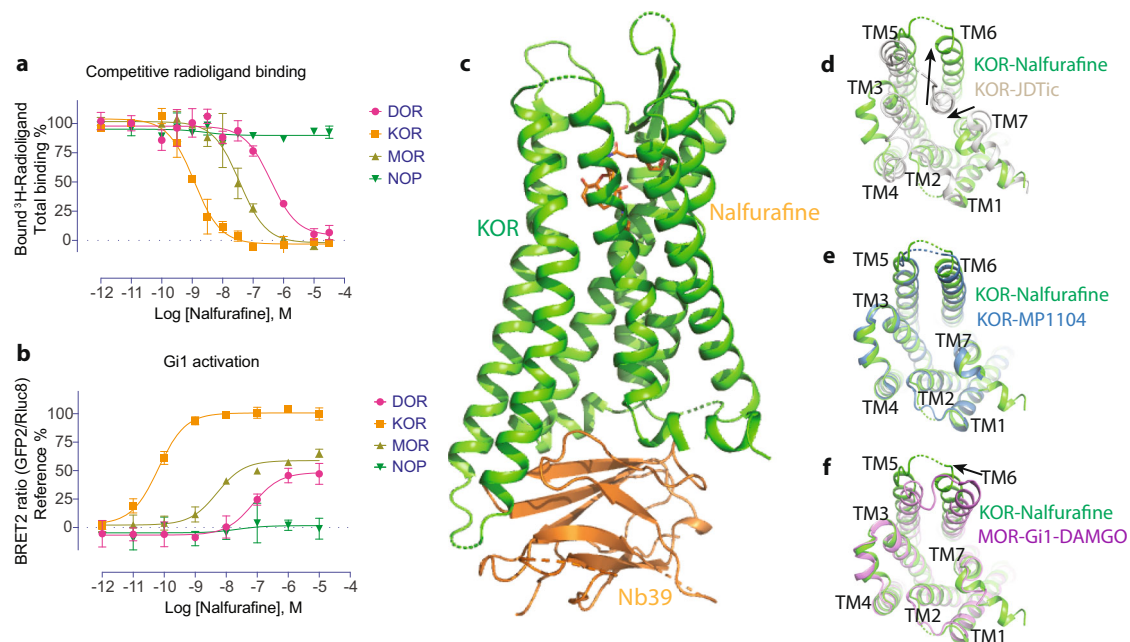 a
Competitive radioligand binding
Bound ³H-Radioligand
Total binding %
100
75
50
25
0
-12 -11 -10 -9 -8 -7 -6 -5 -4
Log [Nalfurafine], M
DOR
KOR
MOR
NOP
b
Gi1 activation
BRET2 ratio (GFP2/Rluc8)
Reference %
100
75
50
25
0
-12 -11 -10 -9 -8 -7 -6 -5 -4
Log [Nalfurafine], M
DOR
KOR
MOR
NOP
c
KOR
Nalfurafine
Nb39
d
TM5
TM6
KOR-Nalfurafine
KOR-JDTic
TM3
TM7
TM4
TM2
TM1
e
TM5
TM6
KOR-Nalfurafine
KOR-MP1104
TM3
TM7
TM4
TM2
TM1
f
TM5
TM6
KOR-Nalfurafine
MOR-Gi1-DAMGO
TM3
TM7
TM4
TM2
TM1